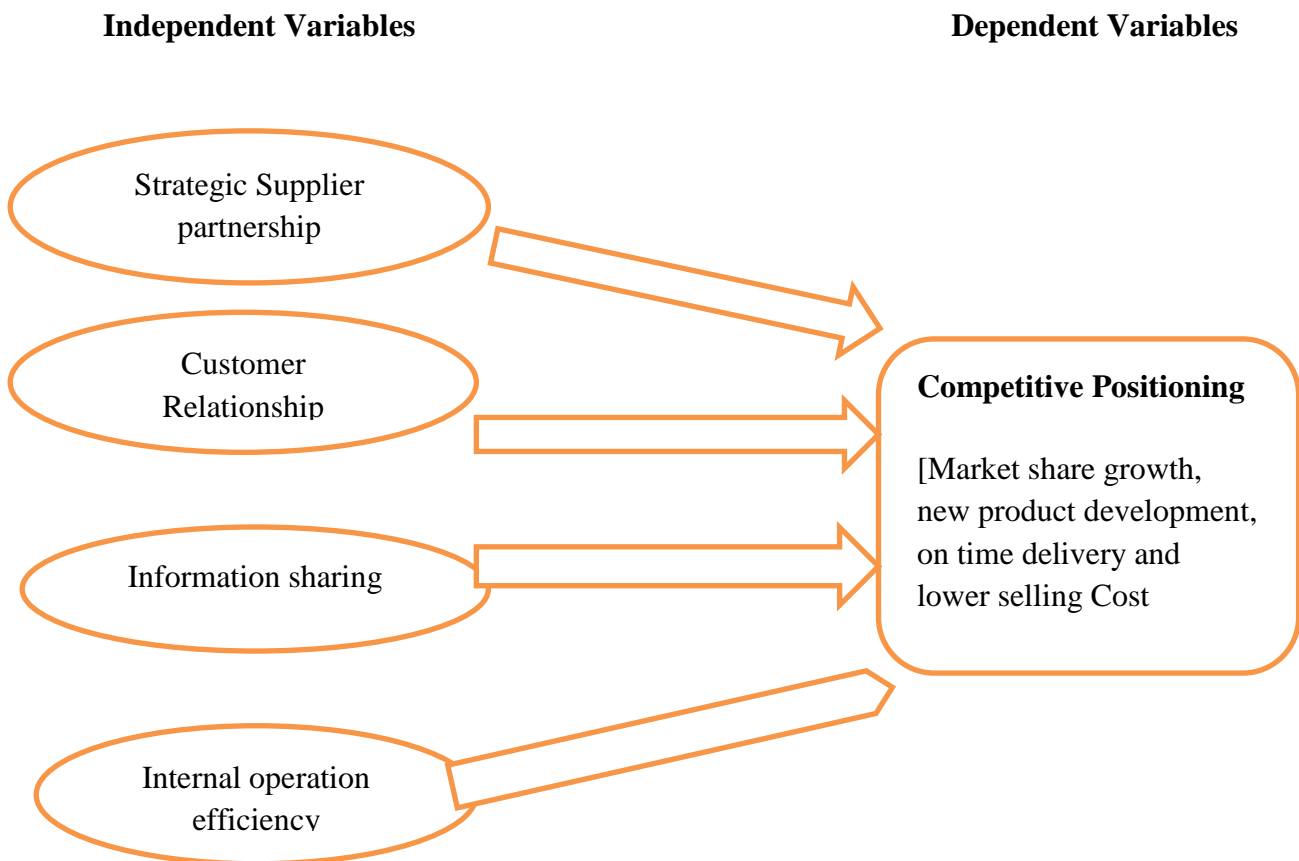 Independent Variables
Dependent Variables
Strategic Supplier
partnership
Customer
Relationship
Information sharing
Internal operation
efficiency
Competitive Positioning
[Market share growth,
new product development,
on time delivery and
lower selling Cost